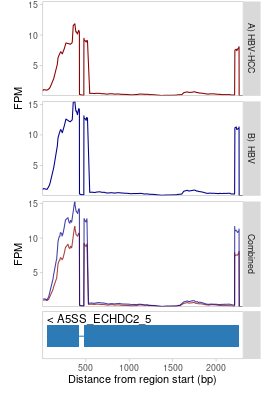 15
10
5
FPM
A) HBV-HCC
15
10
5
FPM
B) HBV
15
10
5
FPM
Combined
< A5SS_ECHDC2_5
500 1000 1500 2000
Distance from region start (bp)